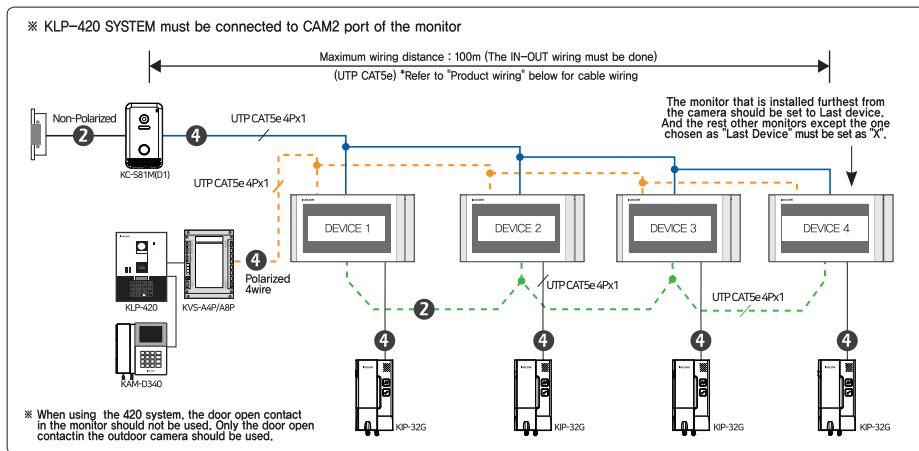 ※ KLP-420 SYSTEM must be connected to CAM2 port of the monitor
Maximum wiring distance : 100m (The IN-OUT wiring must be done)
(UTP CAT5e) *Refer to "Product wiring" below for cable wiring
The monitor that is installed furthest from
the camera should be set to Last device.
And the rest other monitors except the one
chosen as "Last Device" must be set as "X".
Non-Polarized
2
4
UTP CAT5e 4Px1
KC-S81M(D1)
UTP CAT5e 4Px1
DEVICE 1
DEVICE 2
DEVICE 3
DEVICE 4
4
Polarized
4wire
KLP-420
KVS-A4P/A8P
UTP CAT5e 4Px1
2
UTP CAT5e 4Px1
KAM-D340
4
4
4
4
KIP-32G
KIP-32G
KIP-32G
KIP-32G
※ When using the 420 system, the door open contact
in the monitor should not be used. Only the door open
contactin the outdoor camera should be used.